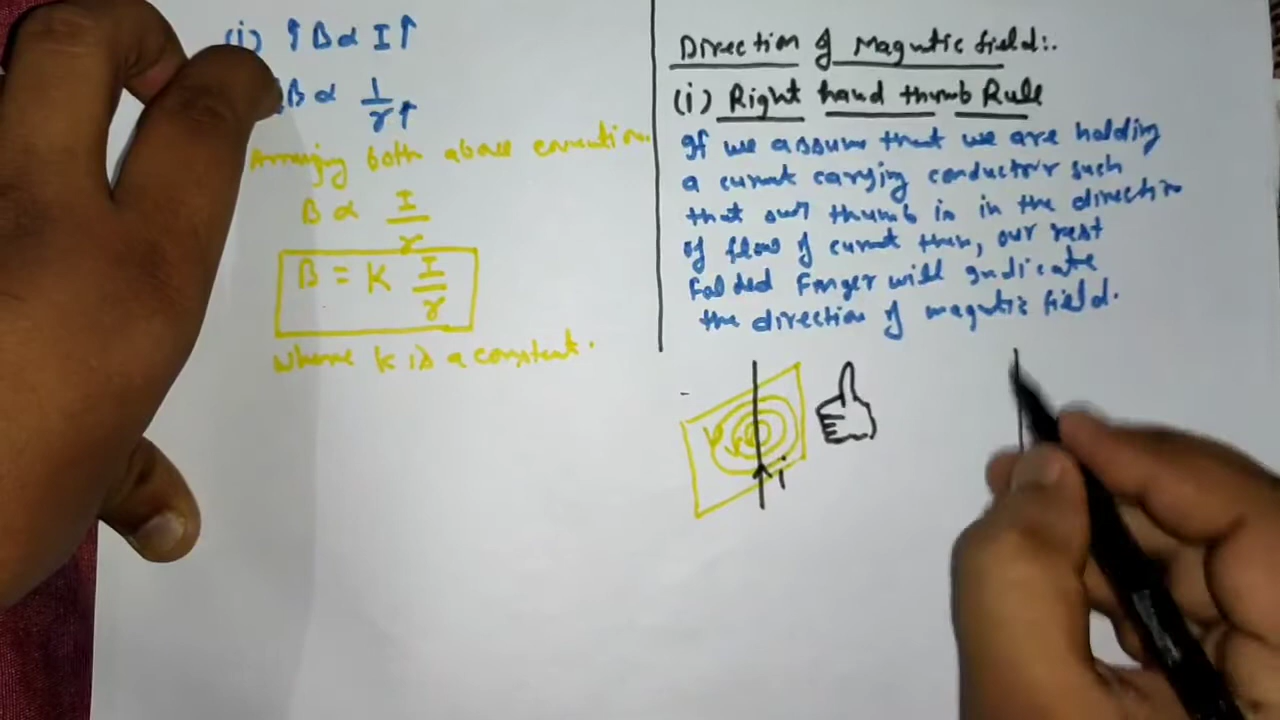 (i) ↑ B ∝ I ↑
B ∝ 1/r ↑
Arranging both above equation.
B ∝ I/r
B = K I/r
Where K is a constant.
Direction of Magnetic field:.
(i) Right hand thumb Rule
If we assume that we are holding
a current carrying conductor such
that our thumb is in the direction
of flow of current then, our rest
Folded Finger will indicate
the direction of magnetic field.
i